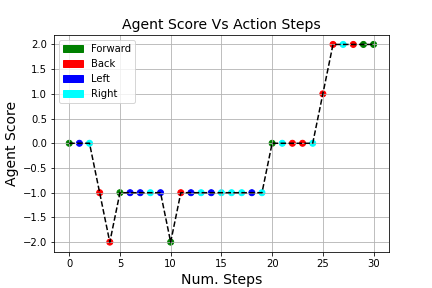 Agent Score Vs Action Steps
Agent Score
2.0
1.5
1.0
0.5
0.0
−0.5
−1.0
−1.5
−2.0
Forward
Back
Left
Right
0 5 10 15 20 25 30
Num. Steps